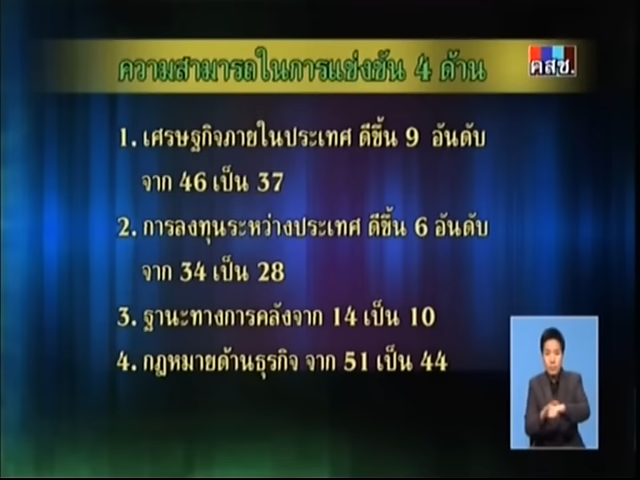 ความสามารถในการแข่งขัน 4 ด้าน
คสช.
1. เศรษฐกิจภายในประเทศ ดีขึ้น 9 อันดับ
จาก 46 เป็น 37
2. การลงทุนระหว่างประเทศ ดีขึ้น 6 อันดับ
จาก 34 เป็น 28
3. ฐานะทางการคลังจาก 14 เป็น 10
4. กฎหมายด้านธุรกิจ จาก 51 เป็น 44